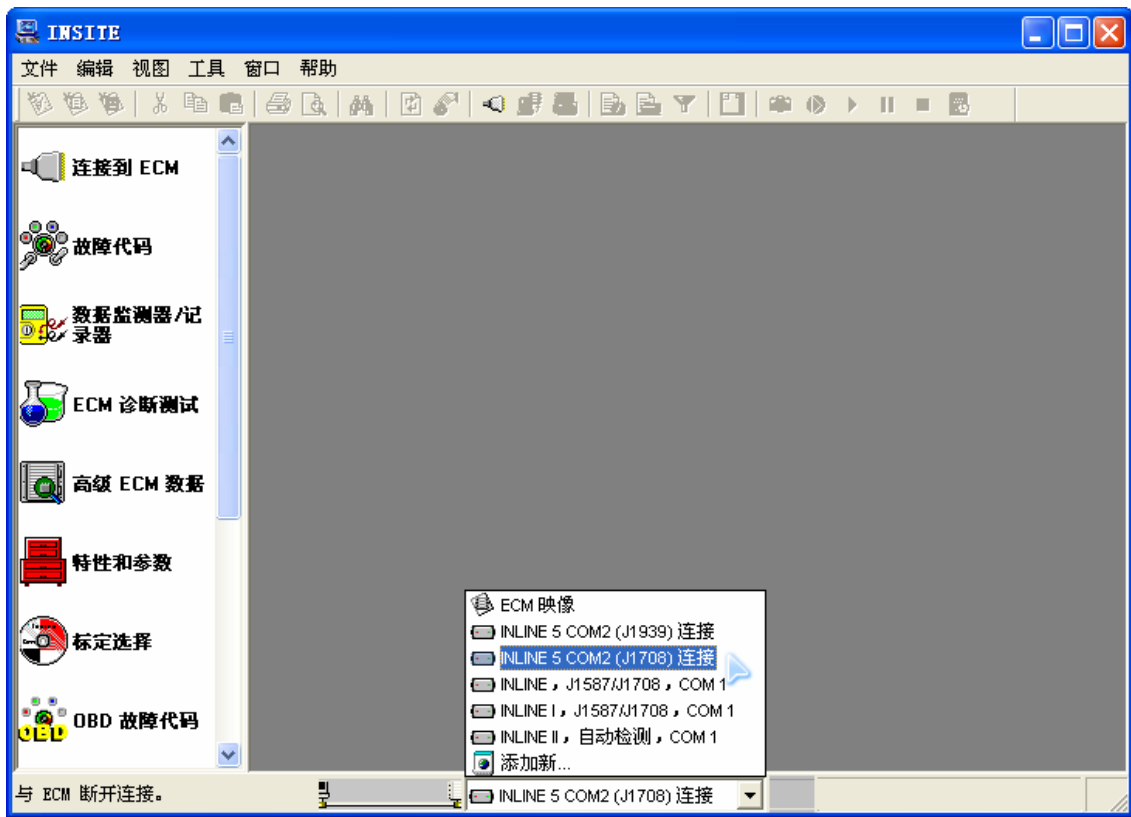 INSITE
文件 编辑 视图 工具 窗口 帮助
连接到 ECM
故障代码
数据监测器/记
录器
ECM 诊断测试
高级 ECM 数据
特性和参数
标定选择
OBD 故障代码
ECM 映像
INLINE 5 COM2 (J1939) 连接
INLINE 5 COM2 (J1708) 连接
INLINE，J1587/J1708，COM 1
INLINE I，J1587/J1708，COM 1
INLINE II，自动检测，COM 1
添加新...
与 ECM 断开连接。
INLINE 5 COM2 (J1708) 连接